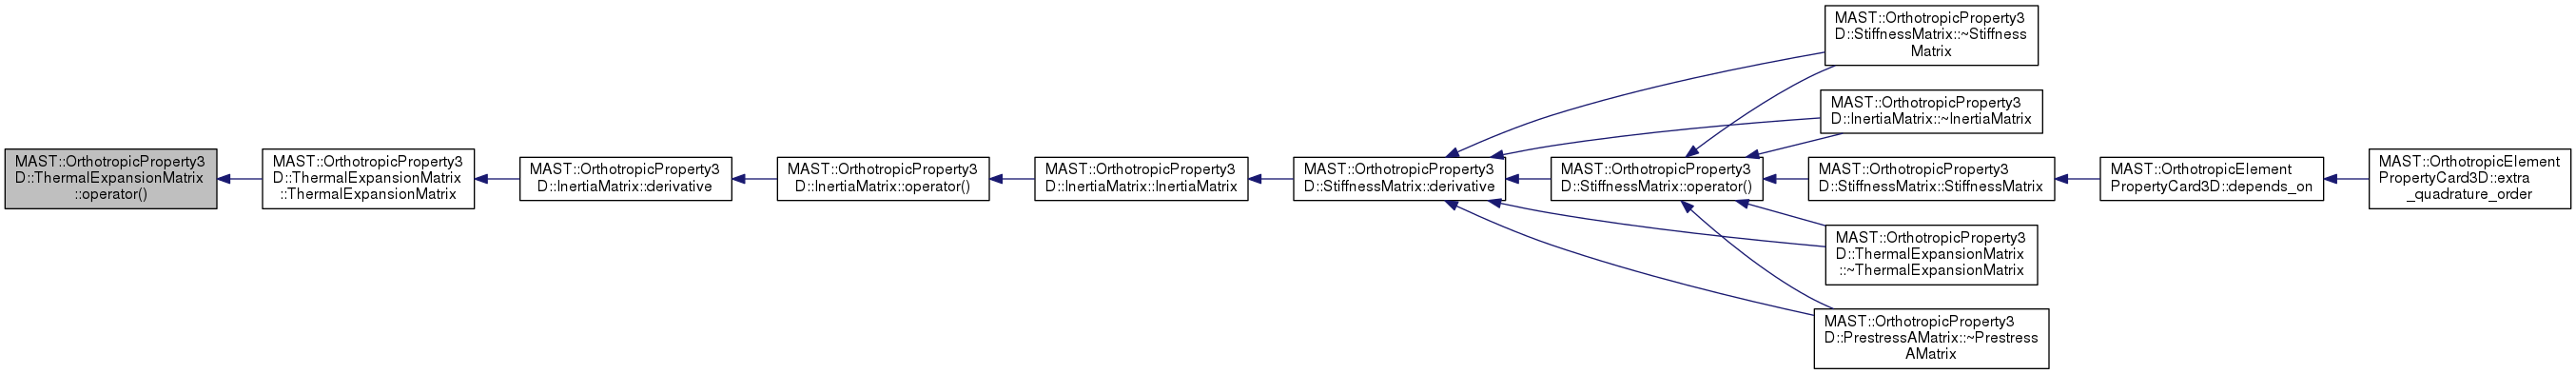 MAST::OrthotropicProperty3
D::ThermalExpansionMatrix
::operator()
MAST::OrthotropicProperty3
D::ThermalExpansionMatrix
::ThermalExpansionMatrix
MAST::OrthotropicProperty3
D::InertiaMatrix::derivative
MAST::OrthotropicProperty3
D::InertiaMatrix::operator()
MAST::OrthotropicProperty3
D::InertiaMatrix::InertiaMatrix
MAST::OrthotropicProperty3
D::StiffnessMatrix::derivative
MAST::OrthotropicProperty3
D::StiffnessMatrix::operator()
MAST::OrthotropicProperty3
D::StiffnessMatrix::~Stiffness
Matrix
MAST::OrthotropicProperty3
D::InertiaMatrix::~InertiaMatrix
MAST::OrthotropicProperty3
D::StiffnessMatrix::StiffnessMatrix
MAST::OrthotropicProperty3
D::ThermalExpansionMatrix
::~ThermalExpansionMatrix
MAST::OrthotropicProperty3
D::PrestressAMatrix::~Prestress
AMatrix
MAST::OrthotropicElement
PropertyCard3D::depends_on
MAST::OrthotropicElement
PropertyCard3D::extra
_quadrature_order